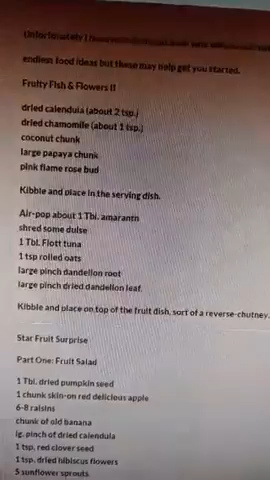 Unfortunately I
endless food ideas but these may help get you started.
Fruity Fish & Flowers II
dried calendula (about 2 tsp.)
dried chamomile (about 1 tsp.)
coconut chunk
large papaya chunk
pink flame rose bud
Kibble and place in the serving dish.
Air-pop about 1 Tbl. amaranth
shred some dulse
1 Tbl. Flott tuna
1 tsp rolled oats
large pinch dandelion root
large pinch dried dandelion leaf.
Kibble and place on top of the fruit dish, sort of a reverse-chutney.
Star Fruit Surprise
Part One: Fruit Salad
1 Tbl. dried pumpkin seed
1 chunk skin-on red delicious apple
6-8 raisins
chunk of old banana
lg. pinch of dried calendula
1 tsp. red clover seed
1 tsp. dried hibiscus flowers
5 sunflower sprouts